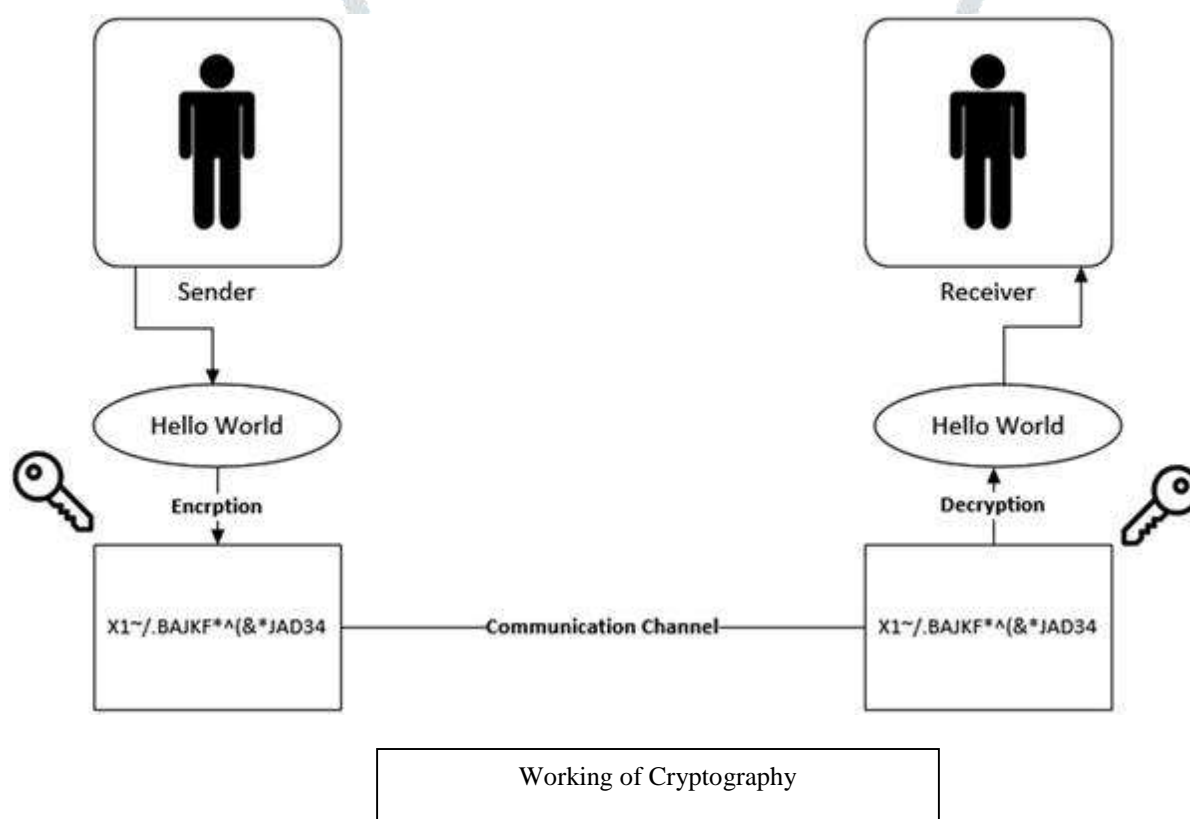 Sender
Receiver
Hello World
Hello World
Encrption
Decryption
X1~/.BAJKF*^(&*JAD34
Communication Channel
X1~/.BAJKF*^(&*JAD34
Working of Cryptography